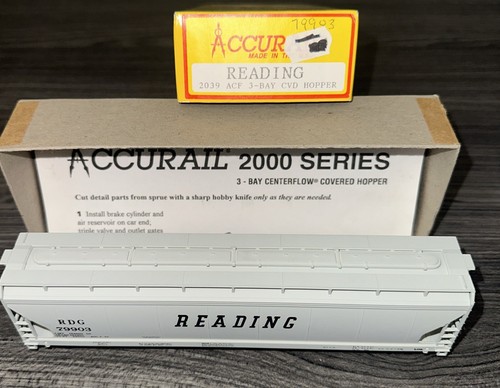 79903
ACCUR
MADE IN TH
READING
2039 ACF 3-BAY CVD HOPPER
ACCURAIL® 2000 SERIES
3 - BAY CENTERFLOW® COVERED HOPPER
Cut detail parts from sprue with a sharp hobby knife only as they are needed.
Install brake cylinder and
air reservoir on car end,
triple valve and outlet gates
RDG
79903
READING